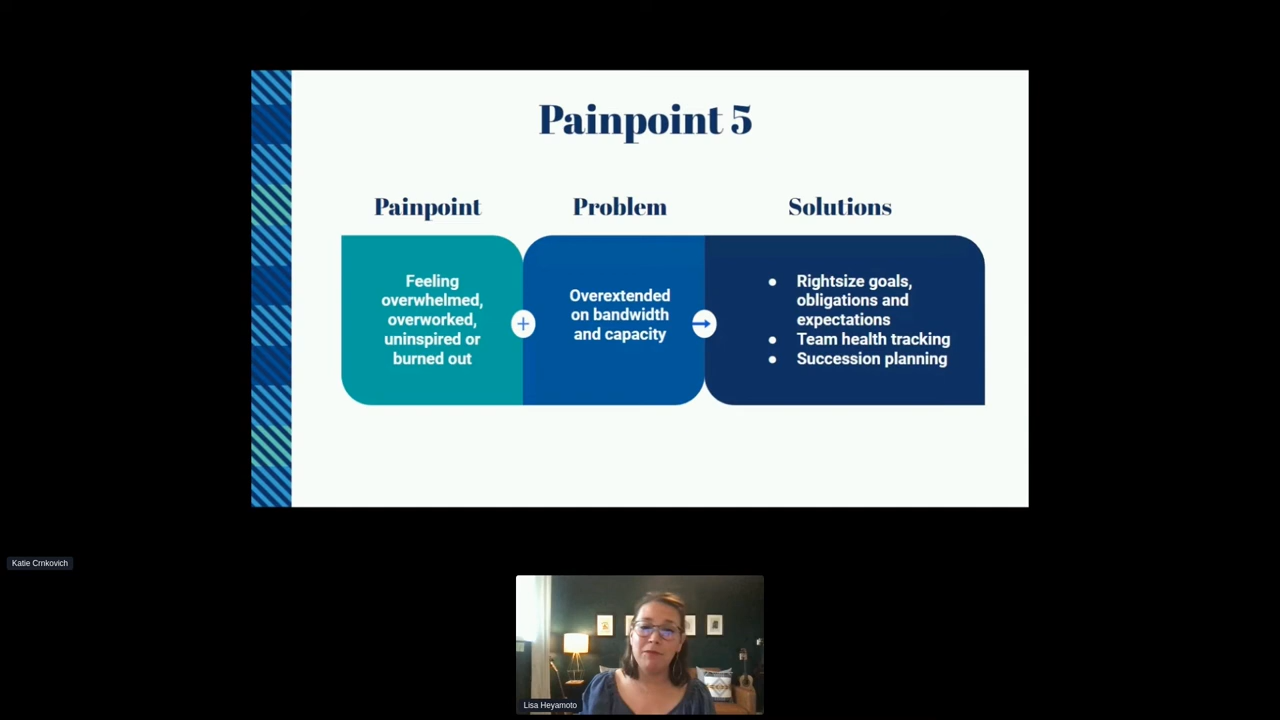 Painpoint 5
Painpoint
Problem
Solutions
Feeling
overwhelmed,
overworked,
uninspired or
burned out
Overextended
on bandwidth
and capacity
● Rightsize goals,
obligations and
expectations
● Team health tracking
● Succession planning
Katie Crnkovich
Lisa Heyamoto